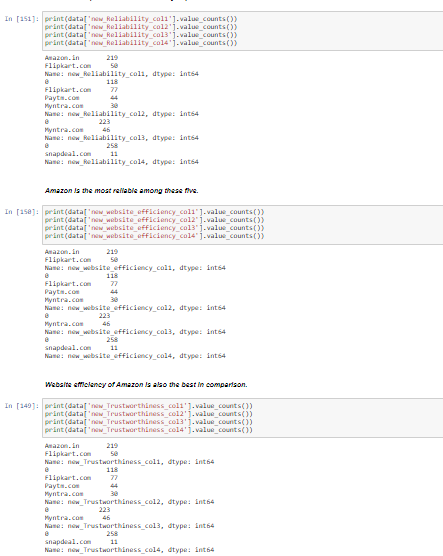 In [151]: print(data['new_Reliability_col1'].value_counts())
print(data['new_Reliability_col2'].value_counts())
print(data['new_Reliability_col3'].value_counts())
print(data['new_Reliability_col4'].value_counts())
Amazon.in 219
Flipkart.com 50
Name: new_Reliability_col1, dtype: int64
0 118
Flipkart.com 77
Paytm.com 44
Myntra.com 30
Name: new_Reliability_col2, dtype: int64
0 223
Myntra.com 46
Name: new_Reliability_col3, dtype: int64
0 258
snapdeal.com 11
Name: new_Reliability_col4, dtype: int64
Amazon is the most reliable among these five.
In [150]: print(data['new_website_efficiency_col1'].value_counts())
print(data['new_website_efficiency_col2'].value_counts())
print(data['new_website_efficiency_col3'].value_counts())
print(data['new_website_efficiency_col4'].value_counts())
Amazon.in 219
Flipkart.com 50
Name: new_website_efficiency_col1, dtype: int64
0 118
Flipkart.com 77
Paytm.com 44
Myntra.com 30
Name: new_website_efficiency_col2, dtype: int64
0 223
Myntra.com 46
Name: new_website_efficiency_col3, dtype: int64
0 258
snapdeal.com 11
Name: new_website_efficiency_col4, dtype: int64
Website efficiency of Amazon is also the best in comparison.
In [149]: print(data['new_Trustworthiness_col1'].value_counts())
print(data['new_Trustworthiness_col2'].value_counts())
print(data['new_Trustworthiness_col3'].value_counts())
print(data['new_Trustworthiness_col4'].value_counts())
Amazon.in 219
Flipkart.com 50
Name: new_Trustworthiness_col1, dtype: int64
0 118
Flipkart.com 77
Paytm.com 44
Myntra.com 30
Name: new_Trustworthiness_col2, dtype: int64
0 223
Myntra.com 46
Name: new_Trustworthiness_col3, dtype: int64
0 258
snapdeal.com 11
Name: new_Trustworthiness_col4, dtype: int64